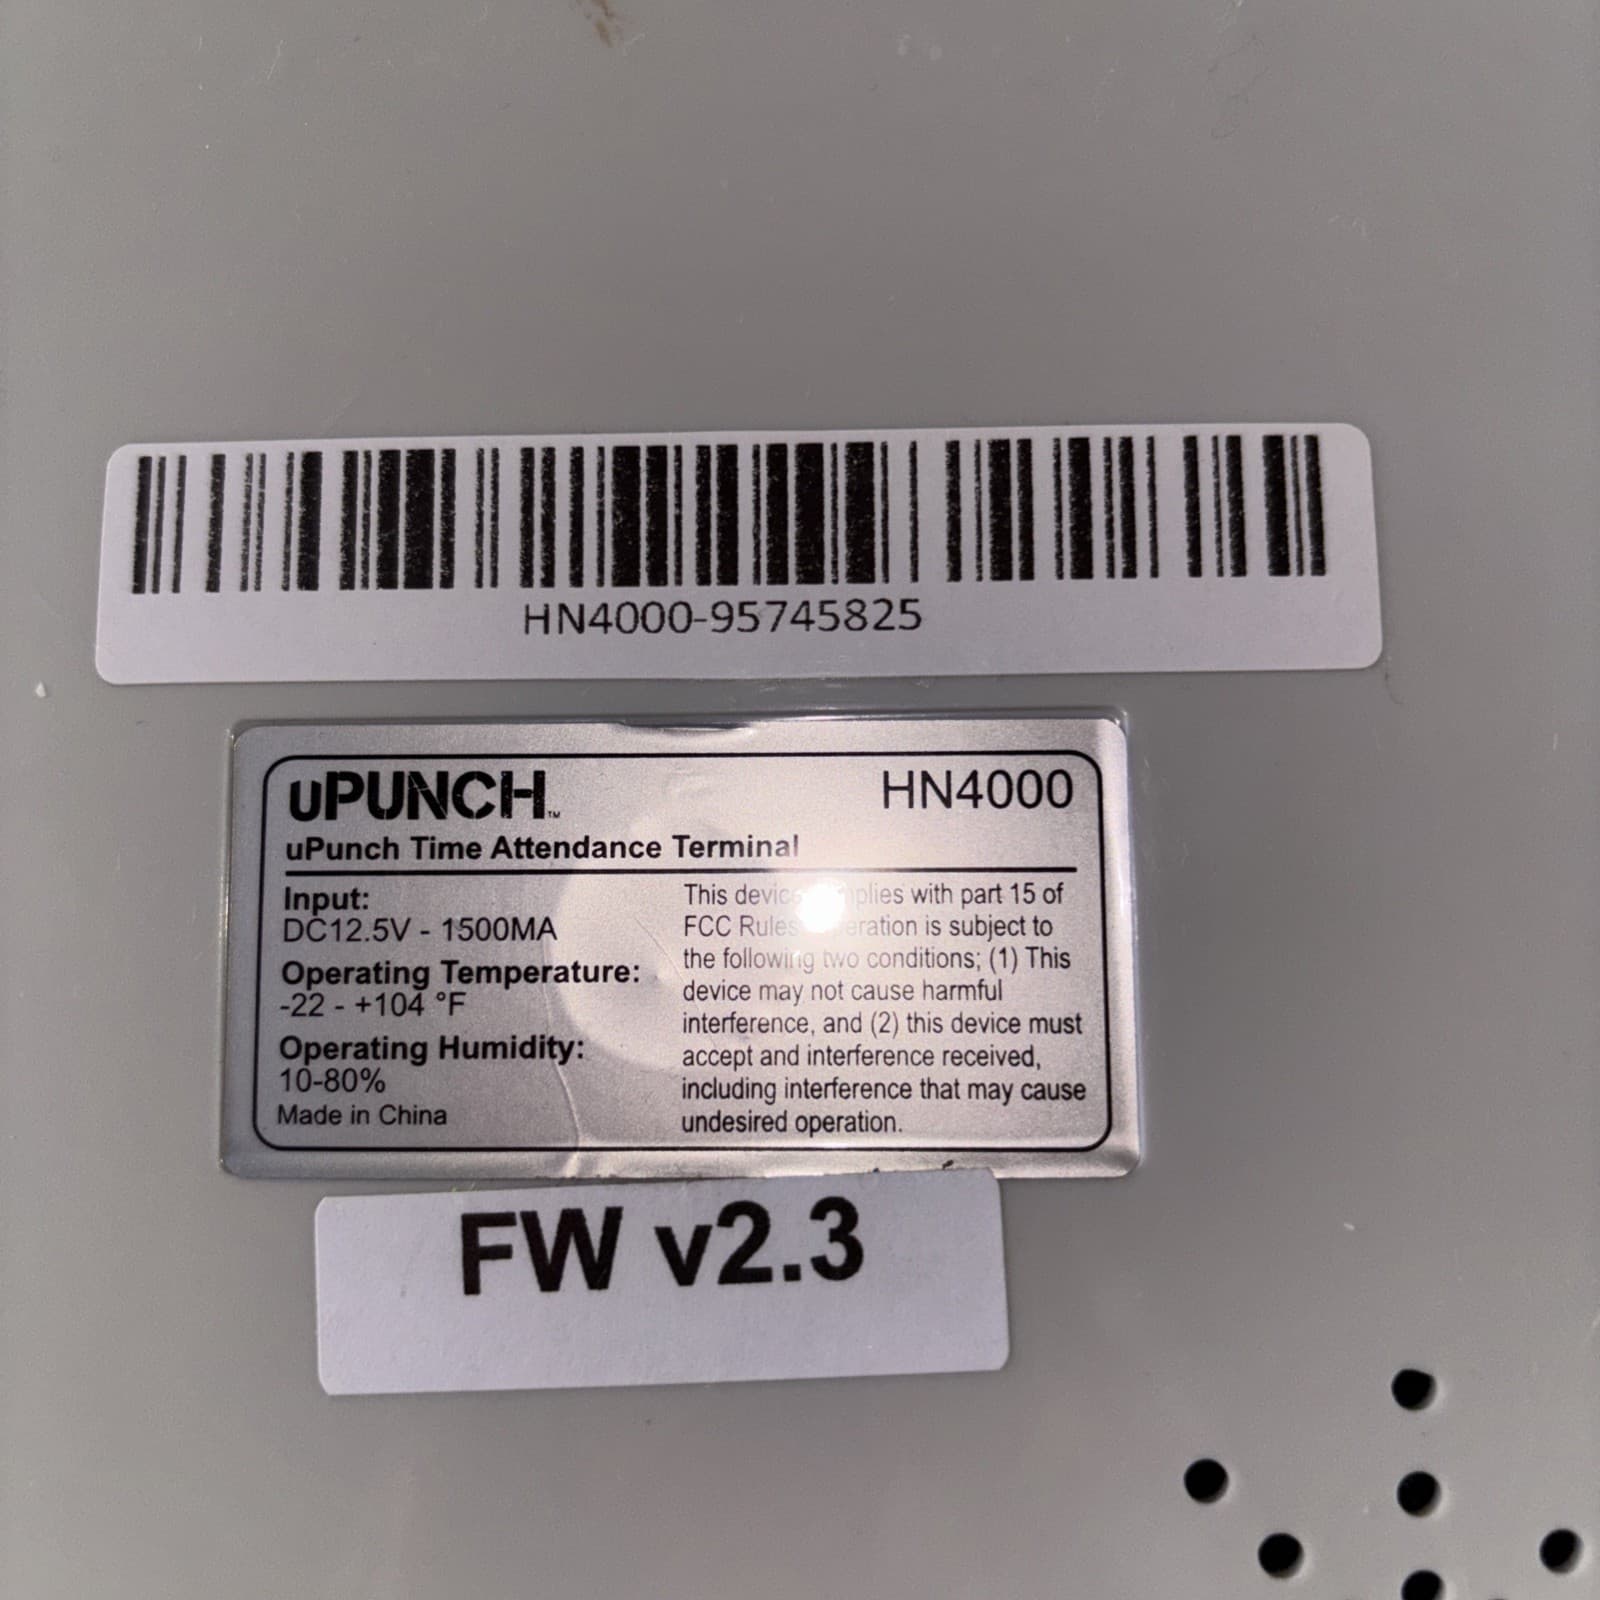 HN4000-95745825
uPUNCH™ HN4000
uPunch Time Attendance Terminal
Input:
DC12.5V - 1500MA
Operating Temperature:
-22 - +104 °F
Operating Humidity:
10-80%
Made in China
This device plies with part 15 of
FCC Rules eration is subject to
the following two conditions; (1) This
device may not cause harmful
interference, and (2) this device must
accept and interference received,
including interference that may cause
undesired operation.
FW v2.3